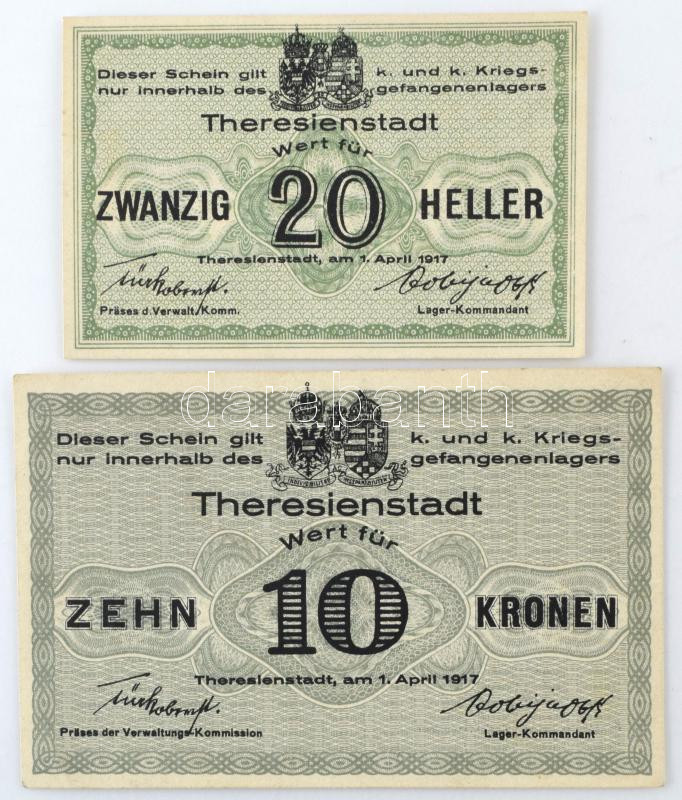 Dieser Schein gilt k. und k. Kriegs-
nur innerhalb des gefangenenlagers
Theresienstadt
Wert für
ZWANZIG 20 HELLER
Theresienstadt, am 1. April 1917
Präses d. Verwalt./Komm. Lager-Kommandant
darabanth
Dieser Schein gilt k. und k. Kriegs-
nur innerhalb des gefangenenlagers
Theresienstadt
Wert für
ZEHN 10 KRONEN
Theresienstadt, am 1. April 1917
Präses der Verwaltungs-Kommission Lager-Kommandant